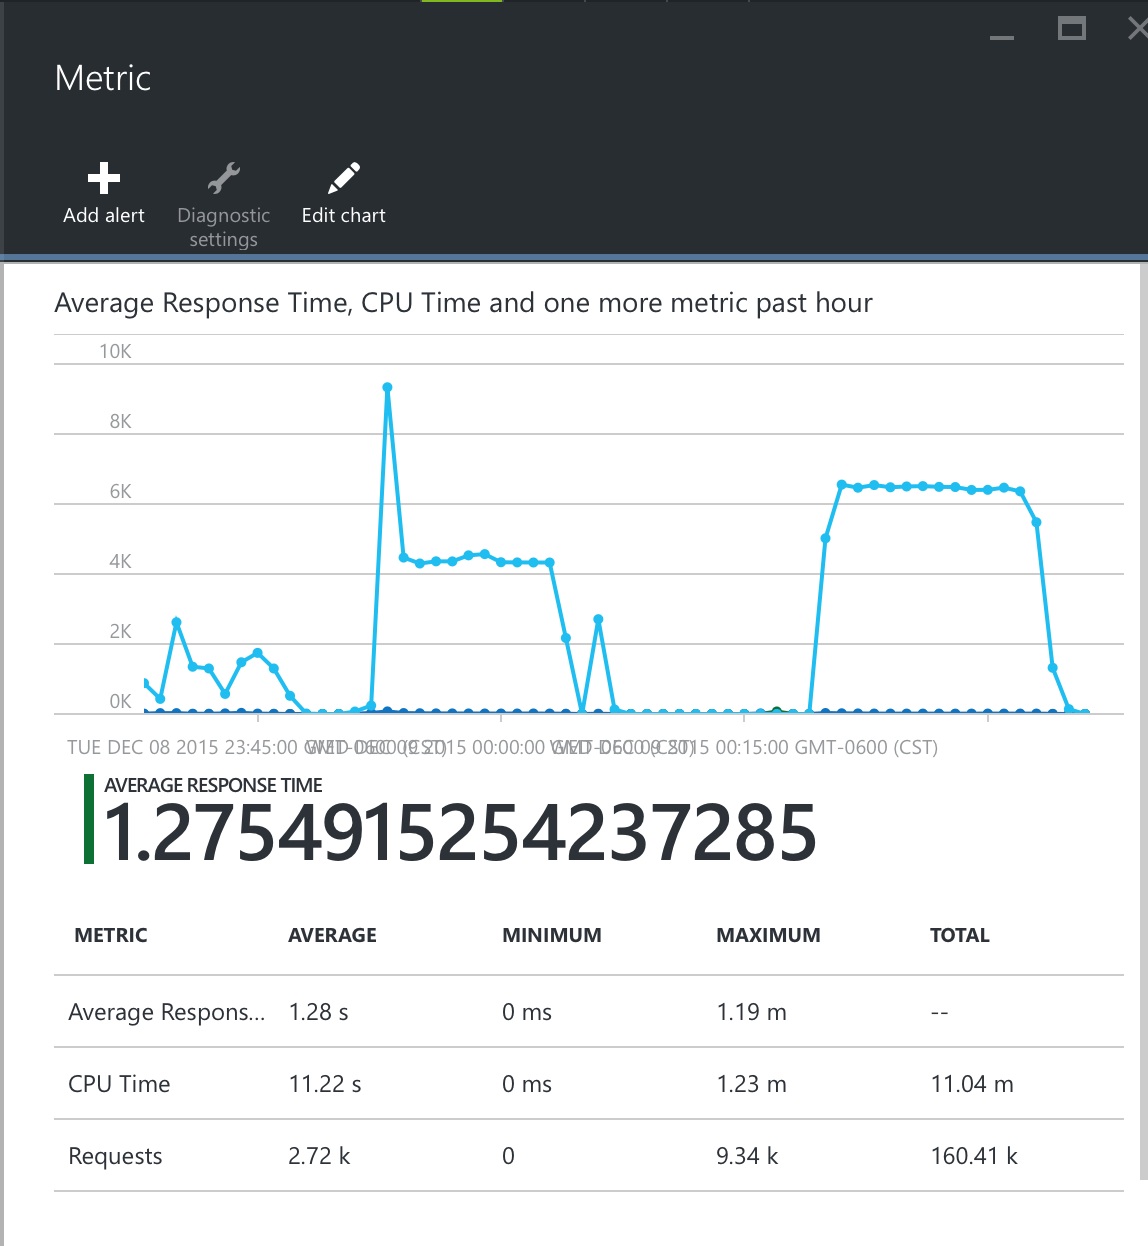 Metric
Add alert
Diagnostic settings
Edit chart
Average Response Time, CPU Time and one more metric past hour
10K
8K
6K
4K
2K
0K
TUE DEC 08 2015 23:45:00 GMT-0600 (CST) WED DEC 09 2015 00:00:00 GMT-0600 (CST) WED DEC 09 2015 00:15:00 GMT-0600 (CST)
AVERAGE RESPONSE TIME
1.2754915254237285
METRIC AVERAGE MINIMUM MAXIMUM TOTAL
Average Respons... 1.28 s 0 ms 1.19 m --
CPU Time 11.22 s 0 ms 1.23 m 11.04 m
Requests 2.72 k 0 9.34 k 160.41 k